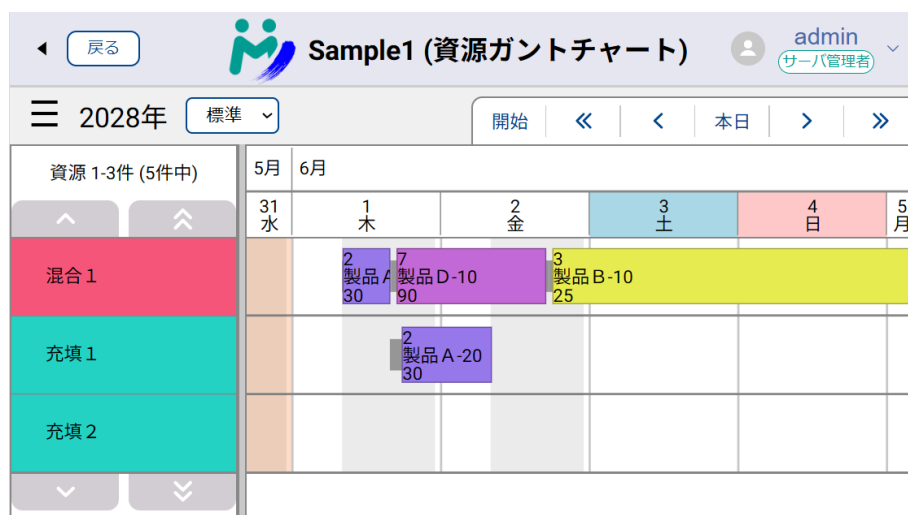 戻る
Sample1 (資源ガントチャート)
admin
サーバ管理者
2028年
標準
開始
本日
資源 1-3件 (5件中)
5月 6月
31 1 2 3 4 5
水 木 金 土 日 月
混合１
2
製品A
30
7
製品D-10
90
3
製品B-10
25
充填１
2
製品A-20
30
充填２